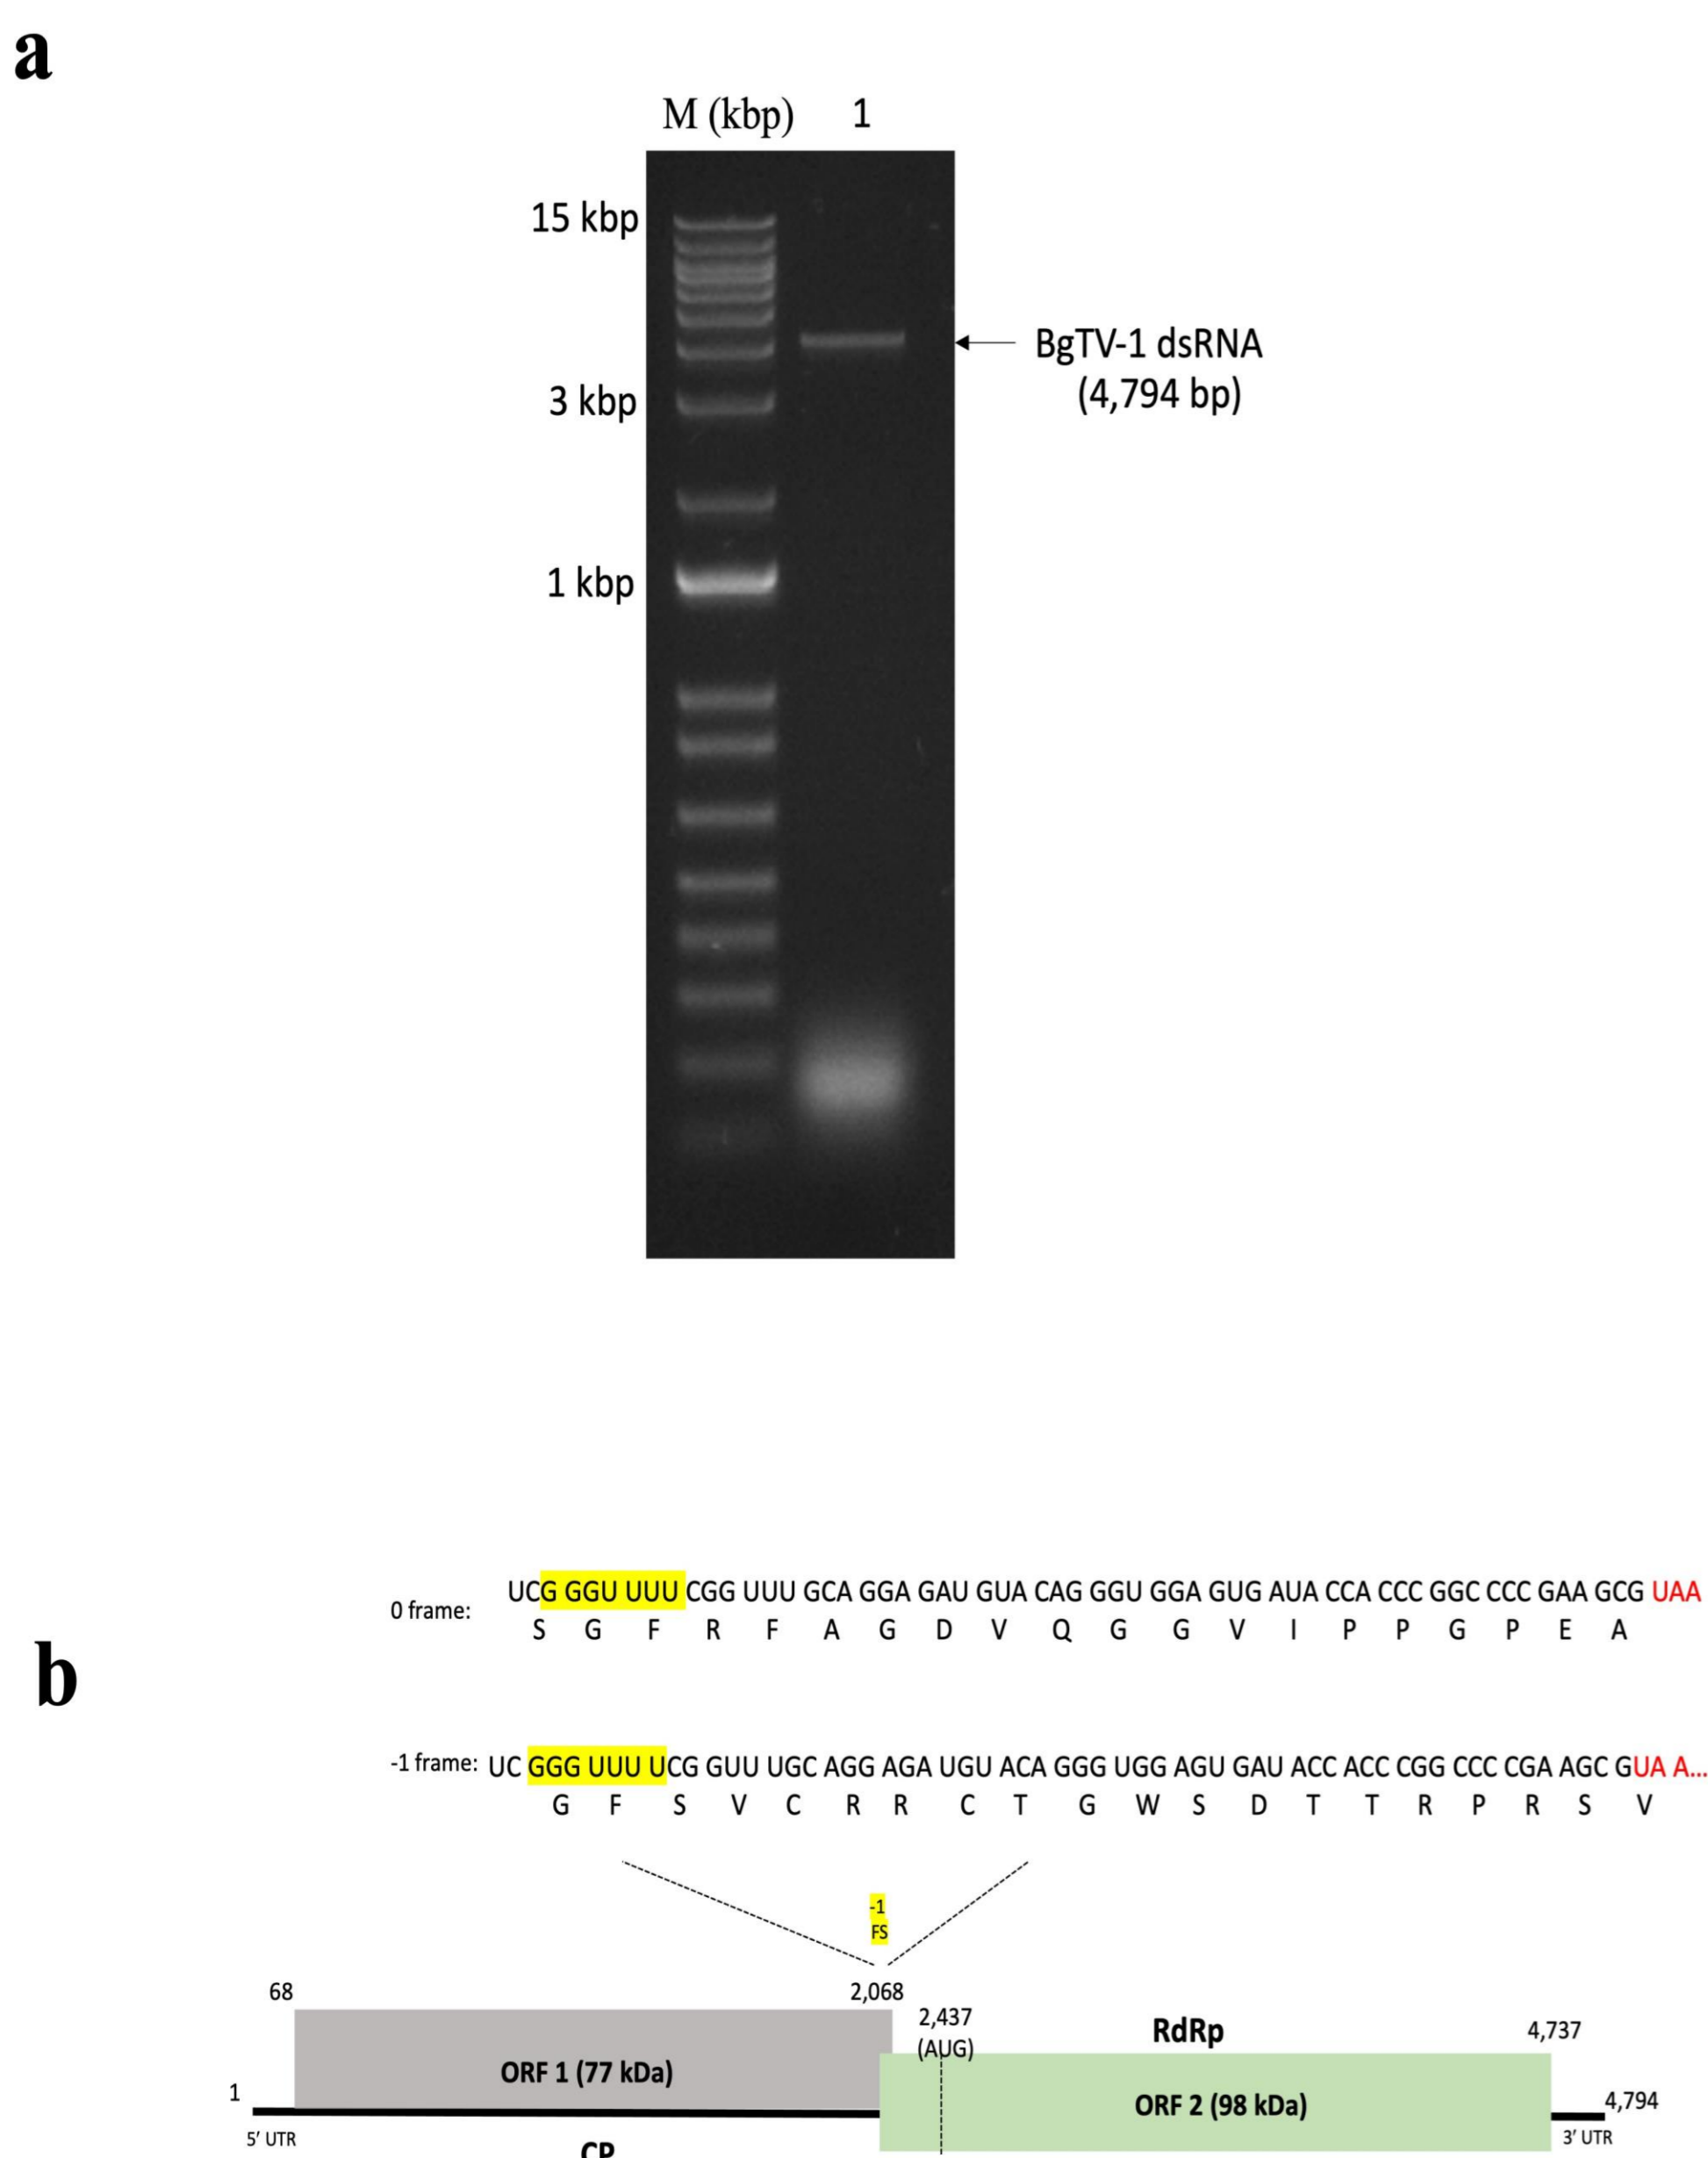 a
M (kbp) 1
15 kbp
3 kbp
1 kbp
BgTV-1 dsRNA
(4,794 bp)
b
0 frame: UCG GGU UUU CGG UUU GCA GGA GAU GUA CAG GGU GGA GUG AUA CCA CCC GGC CCC GAA GCG UAA
S G F R F A G D V Q G G V I P P G P E A
-1 frame: UC GGG UUU UCG GUU UGC AGG AGA UGU ACA GGG UGG AGU GAU ACC ACC CGG CCC CGA AGC GUA A...
G F S V C R R C T G W S D T T R P R S V
-1
FS
68 2,068
2,437
(AUG)
RdRp
4,737
ORF 1 (77 kDa)
ORF 2 (98 kDa)
1
4,794
5′ UTR
3′ UTR
CP